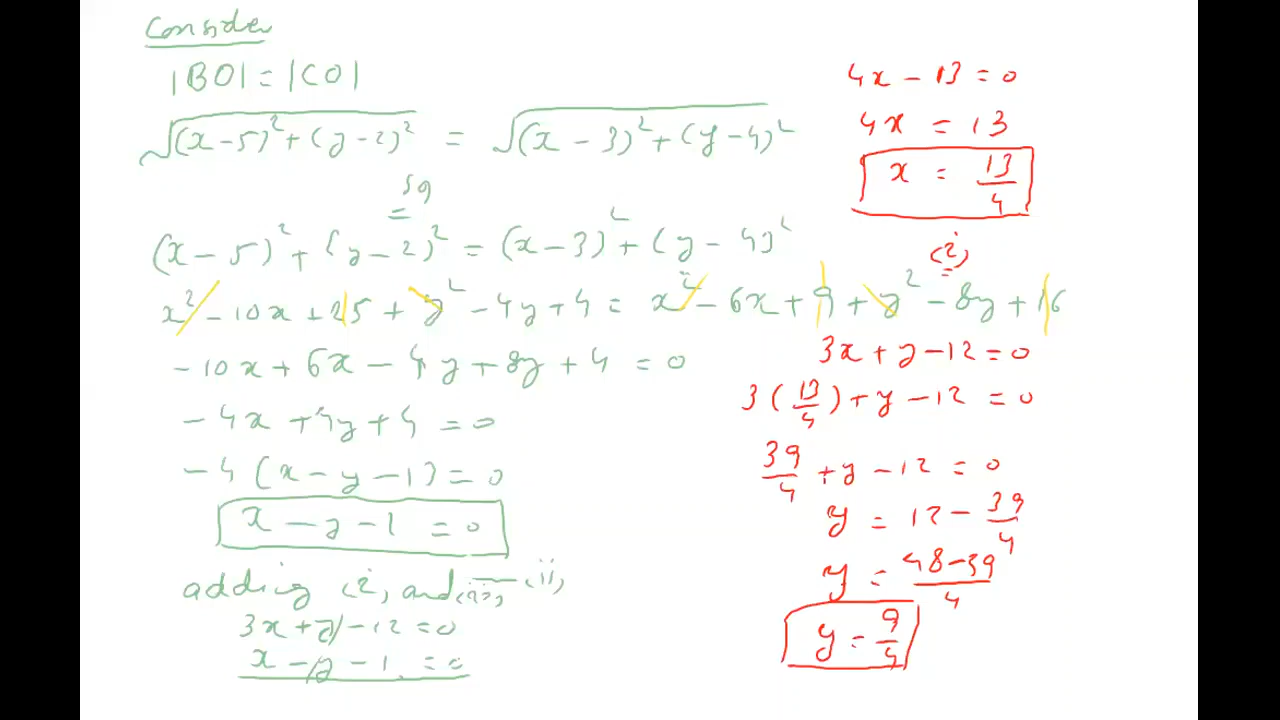 Consider
|BO| = |CO|
√(x-5)² + (y-2)² = √(x-3)² + (y-4)²
sq
(x-5)² + (y-2)² = (x-3)² + (y-4)²
x² - 10x + 25 + y² - 4y + 4 = x² - 6x + 9 + y² - 8y + 16
-10x + 6x - 4y + 8y + 4 = 0
-4x + 4y + 4 = 0
-4(x - y - 1) = 0
x - y - 1 = 0
adding (i) and (ii) (ii)
3x + y - 12 = 0
x - y - 1 = 0
4x - 13 = 0
4x = 13
x = 13/4
(i)
3x + y - 12 = 0
3(13/4) + y - 12 = 0
39/4 + y - 12 = 0
y = 12 - 39/4
y = 48-39/4
y = 9/4